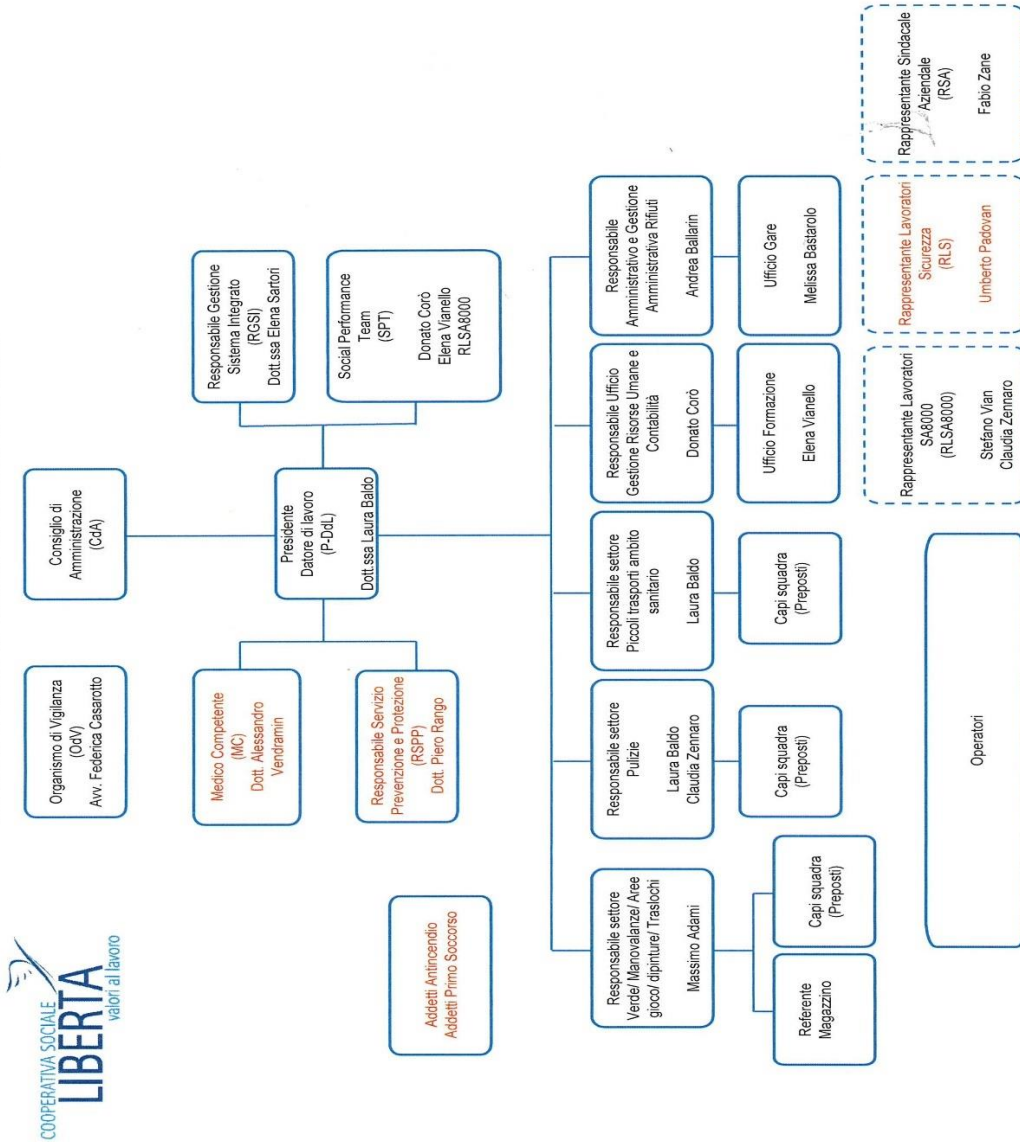 COOPERATIVA SOCIALE
LIBERTA
valori al lavoro
Organismo di Vigilanza
(OdV)
Avv. Federica Casarotto
Consiglio di
Amministrazione
(CdA)
Medico Competente
(MC)
Dott. Alessandro
Vendramin
Presidente
Datore di lavoro
(P-DdL)
Dott.ssa Laura Baldo
Responsabile Gestione
Sistema Integrato
(RGSI)
Dott.ssa Elena Sartori
Addetti Antincendio
Addetti Primo Soccorso
Responsabile Servizio
Prevenzione e Protezione
(RSPP)
Dott. Piero Rango
Social Performance
Team
(SPT)
Donato Corò
Elena Vianello
RLSA8000
Responsabile settore
Verde/ Manovalanze/ Aree
gioco/ dipinture/ Traslochi
Massimo Adami
Responsabile settore
Pulizie
Laura Baldo
Claudia Zennaro
Responsabile settore
Piccoli trasporti ambito
sanitario
Laura Baldo
Responsabile Ufficio
Gestione Risorse Umane e
Contabilità
Donato Corò
Responsabile
Amministrativo e Gestione
Amministrativa Rifiuti
Andrea Ballarin
Referente
Magazzino
Capi squadra
(Preposti)
Capi squadra
(Preposti)
Capi squadra
(Preposti)
Ufficio Formazione
Elena Vianello
Ufficio Gare
Melissa Bastarolo
Operatori
Rappresentante Lavoratori
SA8000
(RLSA8000)
Stefano Vian
Claudia Zennaro
Rappresentante Lavoratori
Sicurezza
(RLS)
Umberto Padovan
Rappresentante Sindacale
Aziendale
(RSA)
Fabio Zane